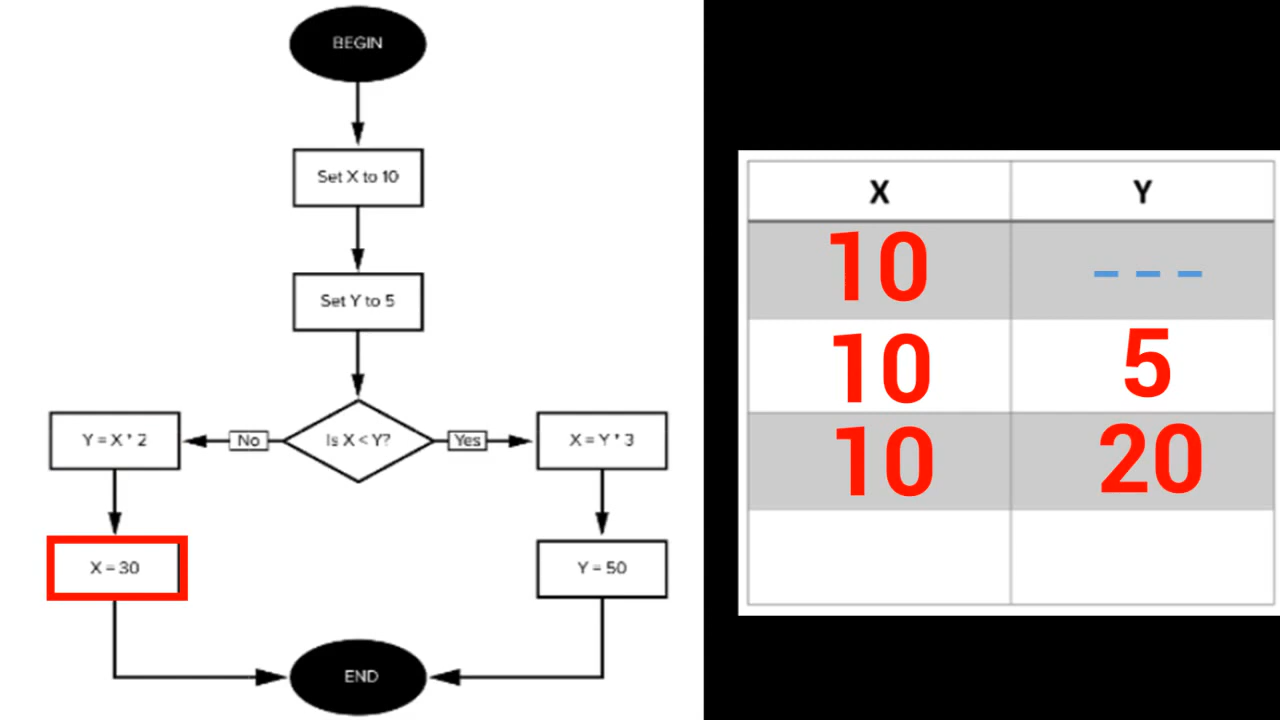 BEGIN
Set X to 10
Set Y to 5
Is X < Y?
No
Yes
Y = X * 2
X = Y * 3
X = 30
Y = 50
END
X Y
10 ---
10 5
10 20